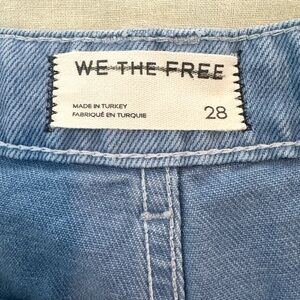 WE THE FREE
MADE IN TURKEY
FABRIQUÉ EN TURQUIE
28